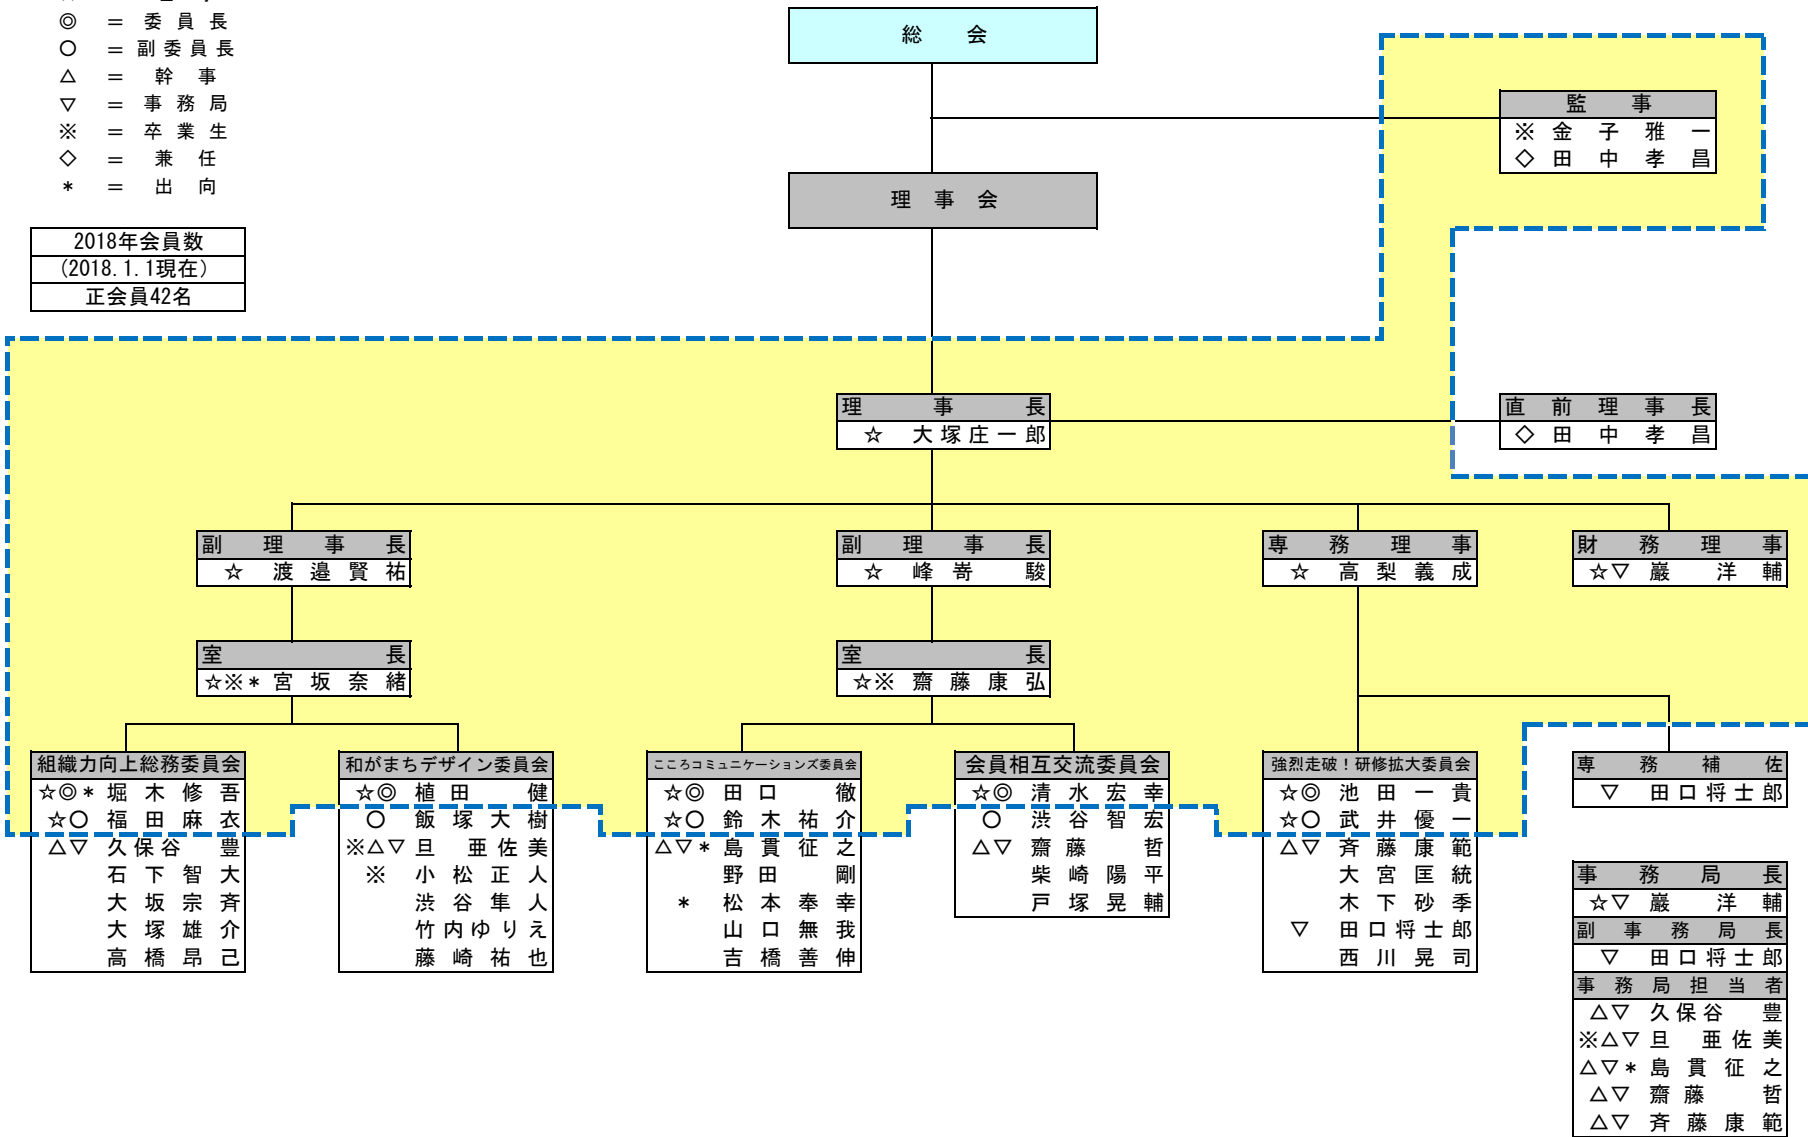 ◎ = 委員長
○ = 副委員長
△ = 幹事
▽ = 事務局
※ = 卒業生
◇ = 兼任
* = 出向
2018年会員数
(2018.1.1現在)
正会員42名
総会
監事
※ 金子雅一
◇ 田中孝昌
理事会
理事長
☆ 大塚庄一郎
直前理事長
◇ 田中孝昌
副理事長
☆ 渡邉賢祐
副理事長
☆ 峰嵜 駿
専務理事
☆ 高梨義成
財務理事
☆▽ 巌 洋輔
室長
☆※* 宮坂奈緒
室長
☆※ 齋藤康弘
組織力向上総務委員会
☆◎* 堀木修吾
☆○ 福田麻衣
△▽ 久保谷 豊
石下智大
大坂宗斉
大塚雄介
高橋昂己
和がまちデザイン委員会
☆◎ 植田 健
○ 飯塚大樹
※△▽ 旦 亜佐美
※ 小松正人
渋谷隼人
竹内ゆりえ
藤崎祐也
こころコミュニケーションズ委員会
☆◎ 田口 徹
☆○ 鈴木祐介
△▽* 島貫征之
野田 剛
* 松本奉幸
山口無我
吉橋善伸
会員相互交流委員会
☆◎ 清水宏幸
○ 渋谷智宏
△▽ 齋藤 哲
柴崎陽平
戸塚晃輔
強烈走破!研修拡大委員会
☆◎ 池田一貴
☆○ 武井優一
△▽ 斉藤康範
大宮匡統
木下砂季
▽ 田口将士郎
西川晃司
専務補佐
▽ 田口将士郎
事務局長
☆▽ 巌 洋輔
副事務局長
▽ 田口将士郎
事務局担当者
△▽ 久保谷 豊
※△▽ 旦 亜佐美
△▽* 島貫征之
△▽ 齋藤 哲
△▽ 斉藤康範